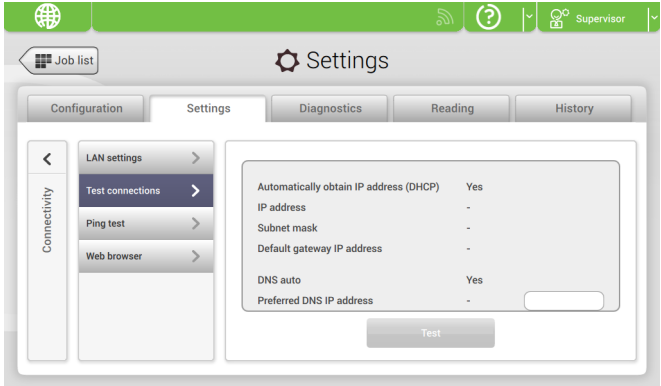 Supervisor
Job list
Settings
Configuration
Settings
Diagnostics
Reading
History
Connectivity
LAN settings
Test connections
Ping test
Web browser
Automatically obtain IP address (DHCP) Yes
IP address -
Subnet mask -
Default gateway IP address -
DNS auto Yes
Preferred DNS IP address -
Test